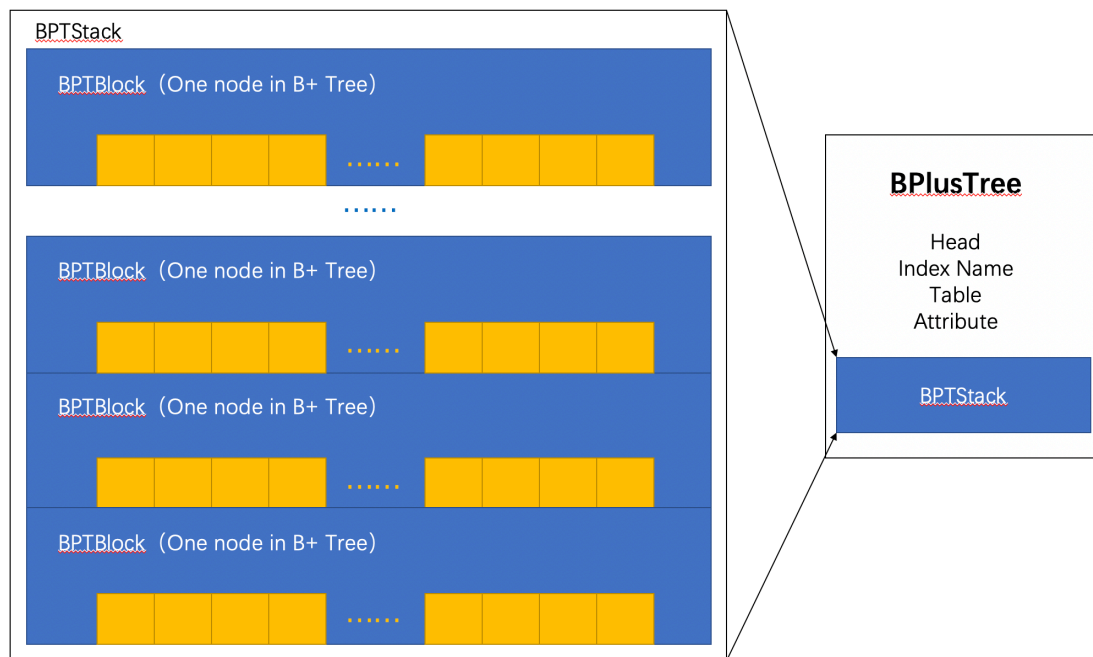 BPTStack
BPTBlock（One node in B+ Tree）
……
……
BPTBlock（One node in B+ Tree）
……
BPTBlock（One node in B+ Tree）
……
BPTBlock（One node in B+ Tree）
……
BPlusTree
Head
Index Name
Table
Attribute
BPTStack